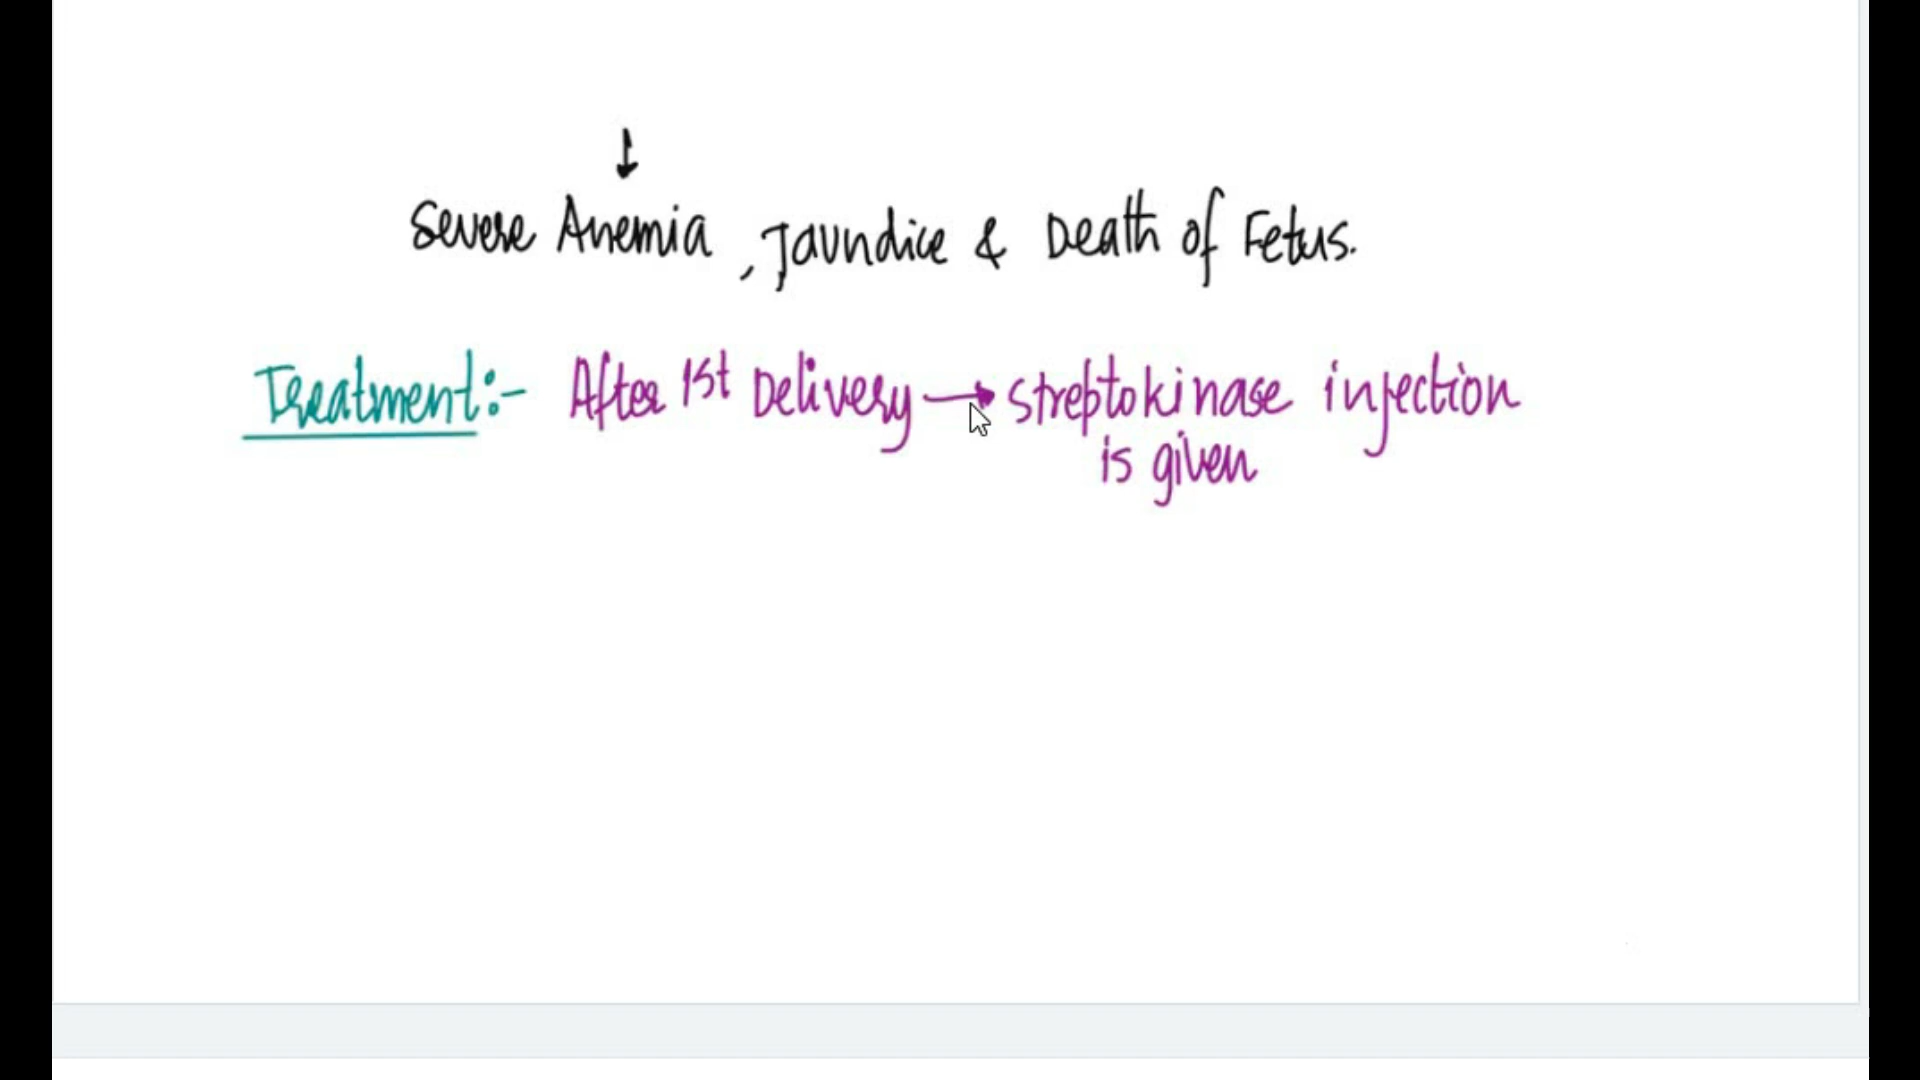 Severe Anemia, Jaundice & Death of Fetus.
Treatment:- After 1st Delivery → Streptokinase injection
is given